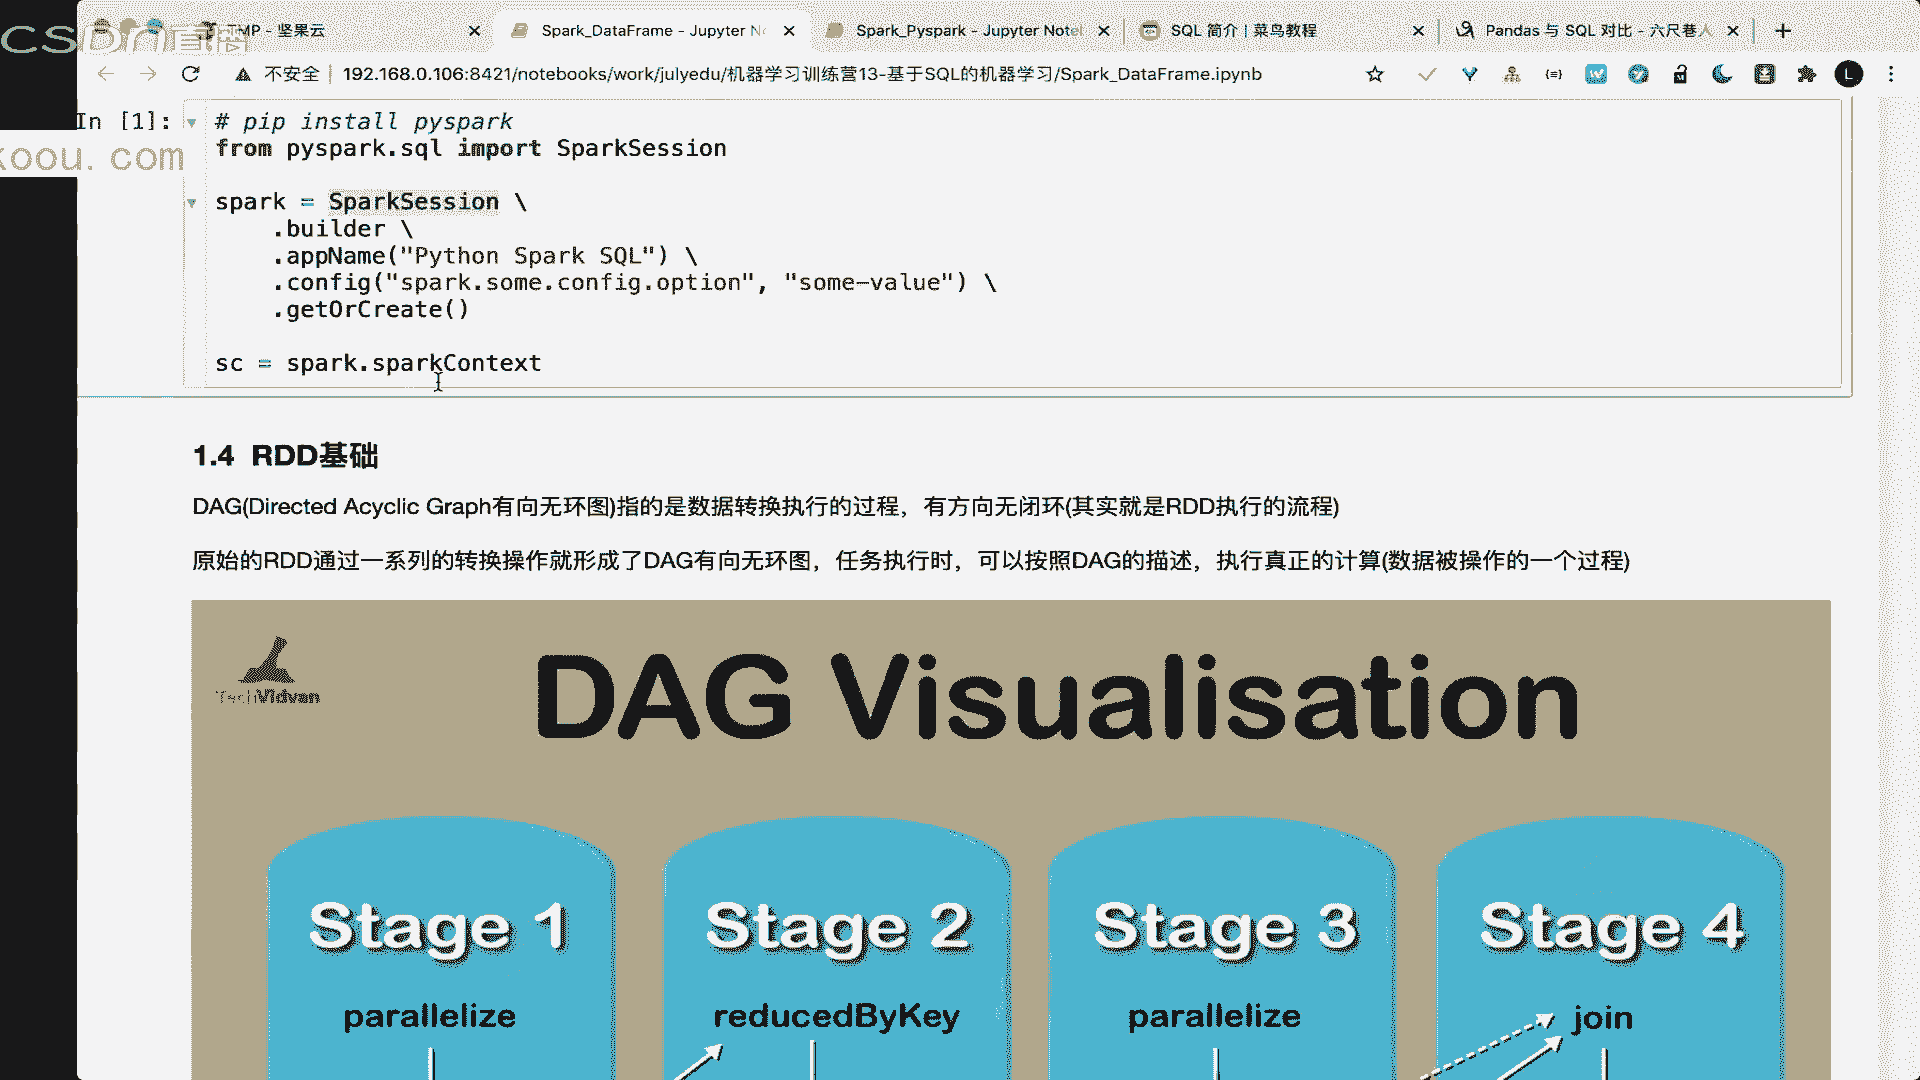 CSDN直播
TMP - 坚果云
Spark_DataFrame - Jupyter No
Spark_Pyspark - Jupyter Notel
SQL 简介 | 菜鸟教程
Pandas 与 SQL 对比 - 六尺巷人
不安全
192.168.0.106:8421/notebooks/work/julyedu/机器学习训练营13-基于SQL的机器学习/Spark_DataFrame.ipynb
L
koou.com
In [1]:
# pip install pyspark
from pyspark.sql import SparkSession
spark = SparkSession \
.builder \
.appName("Python Spark SQL") \
.config("spark.some.config.option", "some-value") \
.getOrCreate()
sc = spark.sparkContext
1.4 RDD基础
DAG(Directed Acyclic Graph有向无环图)指的是数据转换执行的过程，有方向无闭环(其实就是RDD执行的流程)
原始的RDD通过一系列的转换操作就形成了DAG有向无环图，任务执行时，可以按照DAG的描述，执行真正的计算(数据被操作的一个过程)
TechVidvan
DAG Visualisation
Stage 1
Stage 2
Stage 3
Stage 4
parallelize
reducedByKey
parallelize
join